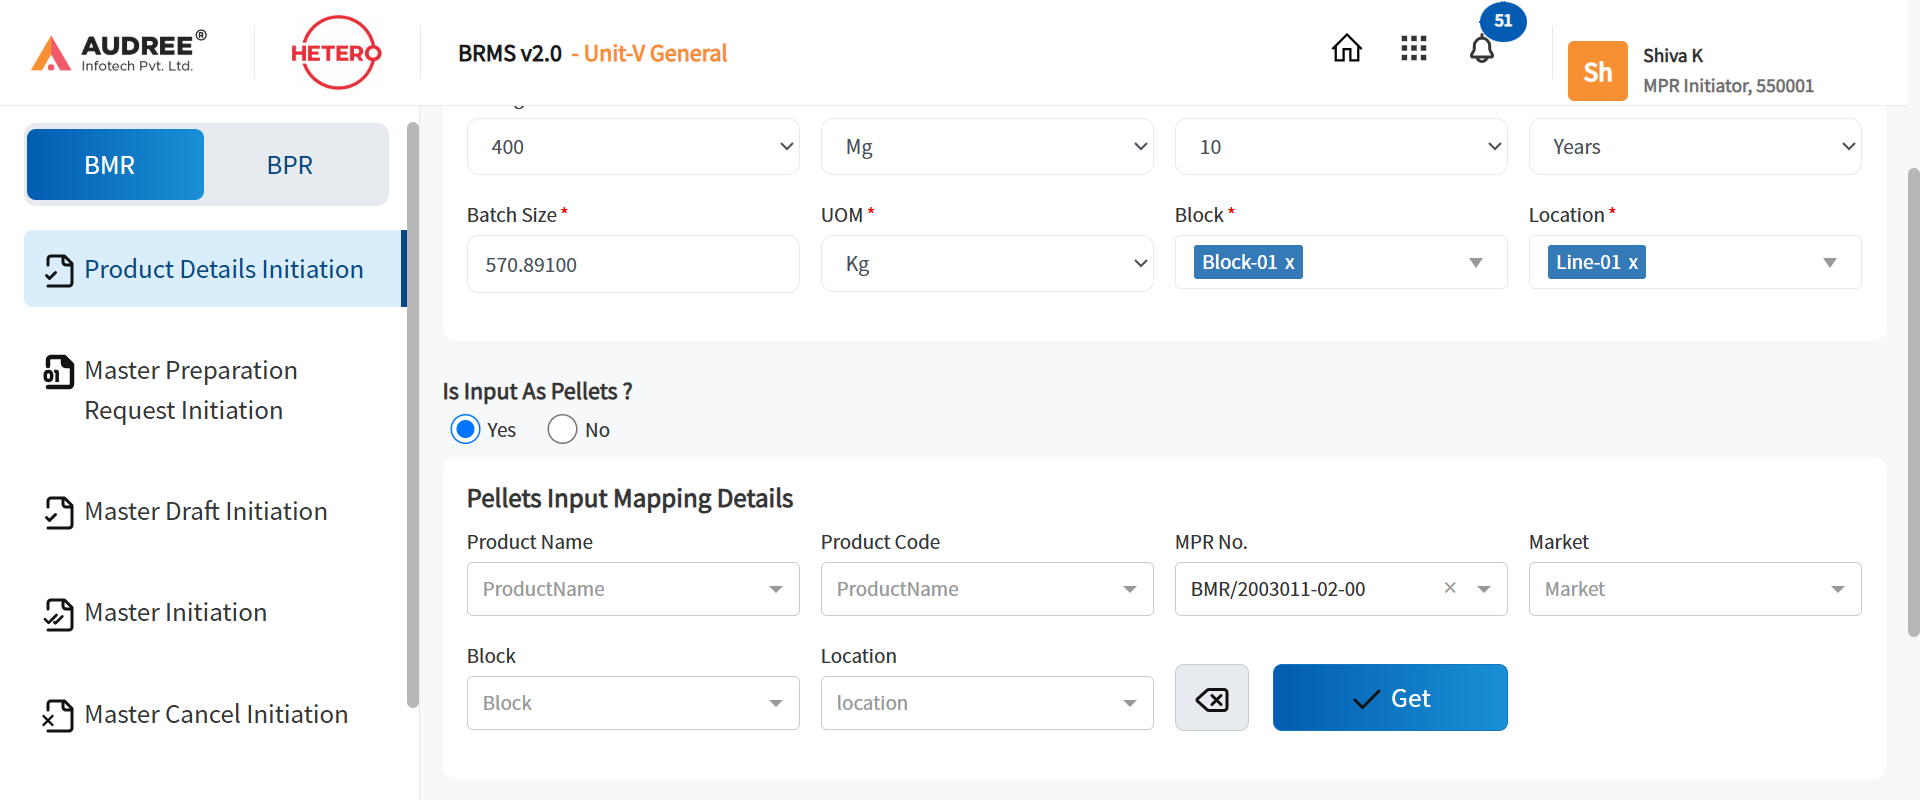 AUDREE®
Infotech Pvt. Ltd.
HETERO
BRMS v2.0 - Unit-V General
51
Sh
Shiva K
MPR Initiator, 550001
BMR
BPR
Product Details Initiation
Master Preparation
Request Initiation
Master Draft Initiation
Master Initiation
Master Cancel Initiation
400
Mg
10
Years
Batch Size *
UOM *
Block *
Location *
570.89100
Kg
Block-01 x
Line-01 x
Is Input As Pellets ?
Yes
No
Pellets Input Mapping Details
Product Name
Product Code
MPR No.
Market
ProductName
ProductName
BMR/2003011-02-00 ×
Market
Block
Location
Block
location
Get